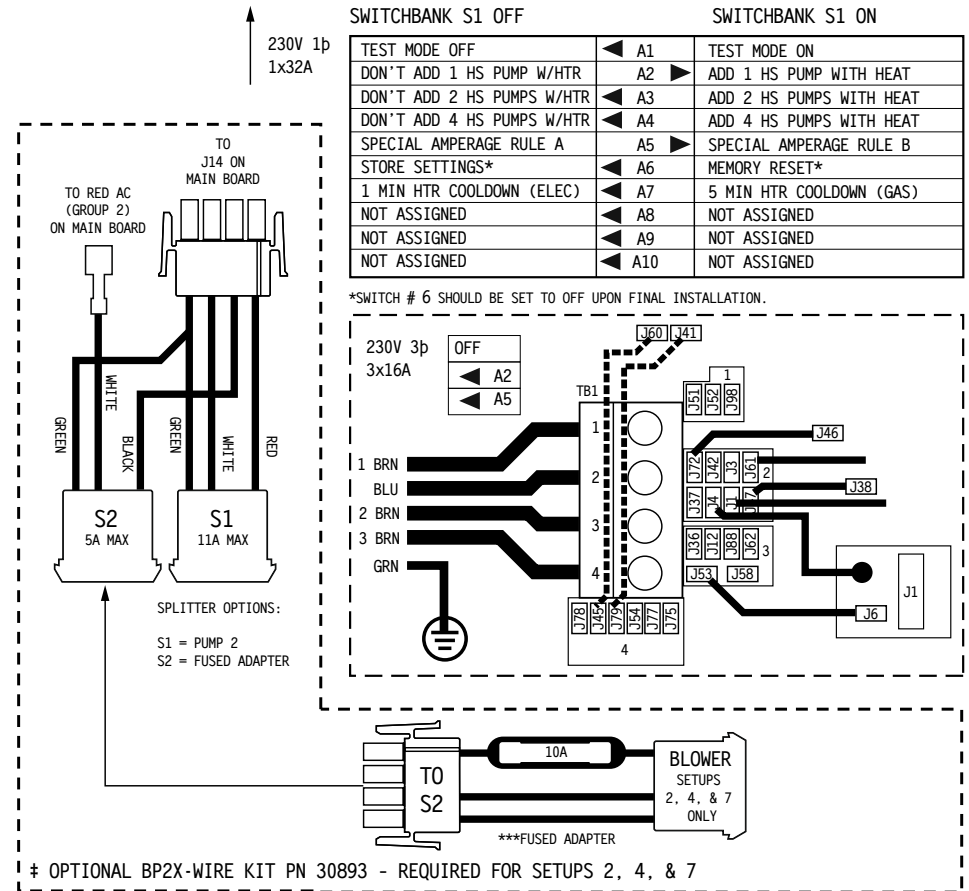 230V 1þ
1x32A
SWITCHBANK S1 OFF SWITCHBANK S1 ON
TEST MODE OFF A1 TEST MODE ON
DON'T ADD 1 HS PUMP W/HTR A2 ADD 1 HS PUMP WITH HEAT
DON'T ADD 2 HS PUMPS W/HTR A3 ADD 2 HS PUMPS WITH HEAT
DON'T ADD 4 HS PUMPS W/HTR A4 ADD 4 HS PUMPS WITH HEAT
SPECIAL AMPERAGE RULE A A5 SPECIAL AMPERAGE RULE B
STORE SETTINGS* A6 MEMORY RESET*
1 MIN HTR COOLDOWN (ELEC) A7 5 MIN HTR COOLDOWN (GAS)
NOT ASSIGNED A8 NOT ASSIGNED
NOT ASSIGNED A9 NOT ASSIGNED
NOT ASSIGNED A10 NOT ASSIGNED
*SWITCH # 6 SHOULD BE SET TO OFF UPON FINAL INSTALLATION.
TO
J14 ON
MAIN BOARD
TO RED AC
(GROUP 2)
ON MAIN BOARD
GREEN
WHITE
BLACK
GREEN
WHITE
RED
S2
5A MAX
S1
11A MAX
SPLITTER OPTIONS:
S1 = PUMP 2
S2 = FUSED ADAPTER
230V 3þ
3x16A
OFF
A2
A5
J60 J41
TB1
1
2
3
4
1 BRN
BLU
2 BRN
3 BRN
GRN
1
J51 J52 J98
J46
J72 J42 J3 J61
2
J38
J37 J4 J1
J36 J12 J88 J62
3
J53 J58
J1
J6
J78 J45 J79 J54 J77 J75
4
TO
S2
10A
BLOWER
SETUPS
2, 4, & 7
ONLY
***FUSED ADAPTER
‡ OPTIONAL BP2X-WIRE KIT PN 30893 - REQUIRED FOR SETUPS 2, 4, & 7